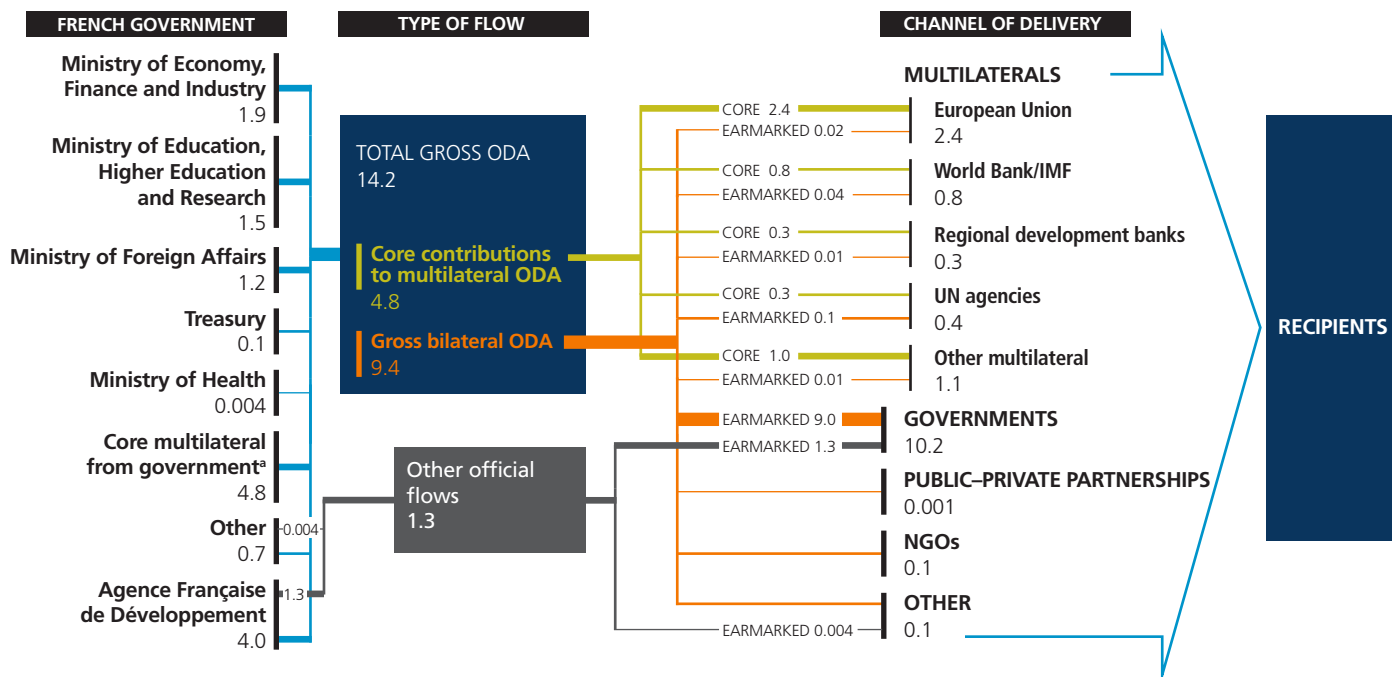 FRENCH GOVERNMENT
Ministry of Economy,
Finance and Industry
1.9
Ministry of Education,
Higher Education
and Research
1.5
Ministry of Foreign Affairs
1.2
Treasury
0.1
Ministry of Health
0.004
Core multilateral
from governmentᵃ
4.8
Other
0.7
0.004
Agence Française
de Développement
4.0
1.3
TYPE OF FLOW
TOTAL GROSS ODA
14.2
Core contributions
to multilateral ODA
4.8
Gross bilateral ODA
9.4
Other official
flows
1.3
CORE 2.4
EARMARKED 0.02
CORE 0.8
EARMARKED 0.04
CORE 0.3
EARMARKED 0.01
CORE 0.3
EARMARKED 0.1
CORE 1.0
EARMARKED 0.01
EARMARKED 9.0
EARMARKED 1.3
EARMARKED 0.004
CHANNEL OF DELIVERY
MULTILATERALS
European Union
2.4
World Bank/IMF
0.8
Regional development banks
0.3
UN agencies
0.4
Other multilateral
1.1
GOVERNMENTS
10.2
PUBLIC–PRIVATE PARTNERSHIPS
0.001
NGOs
0.1
OTHER
0.1
RECIPIENTS